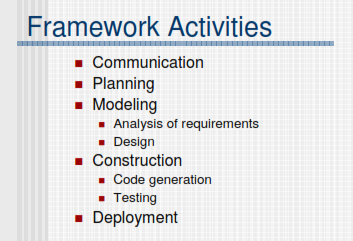 Framework Activities
Communication
Planning
Modeling
Analysis of requirements
Design
Construction
Code generation
Testing
Deployment